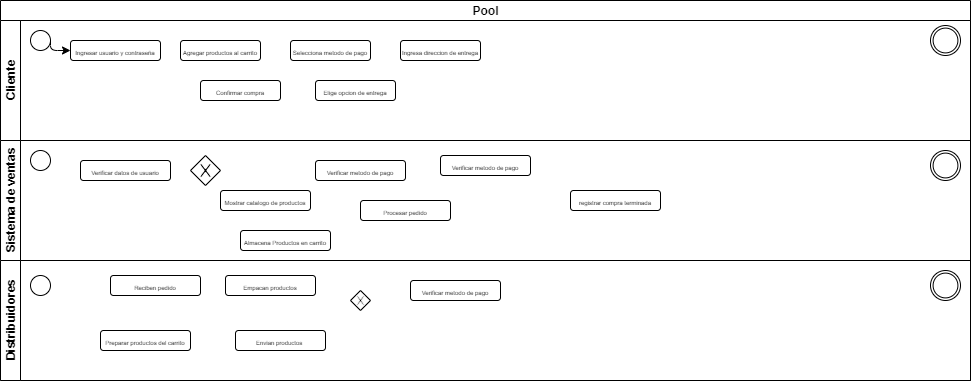 Pool
Cliente
Ingresar usuario y contraseña
Agregar productos al carrito
Selecciona metodo de pago
Ingresa direccion de entrega
Confirmar compra
Elige opcion de entrega
Sistema de ventas
Verificar datos de usuario
X
Verificar metodo de pago
Verificar metodo de pago
Mostrar catalogo de productos
Procesar pedido
registrar compra terminada
Almacena Productos en carrito
Distribuidores
Reciben pedido
Empacan productos
X
Verificar metodo de pago
Preparar productos del carrito
Envian productos